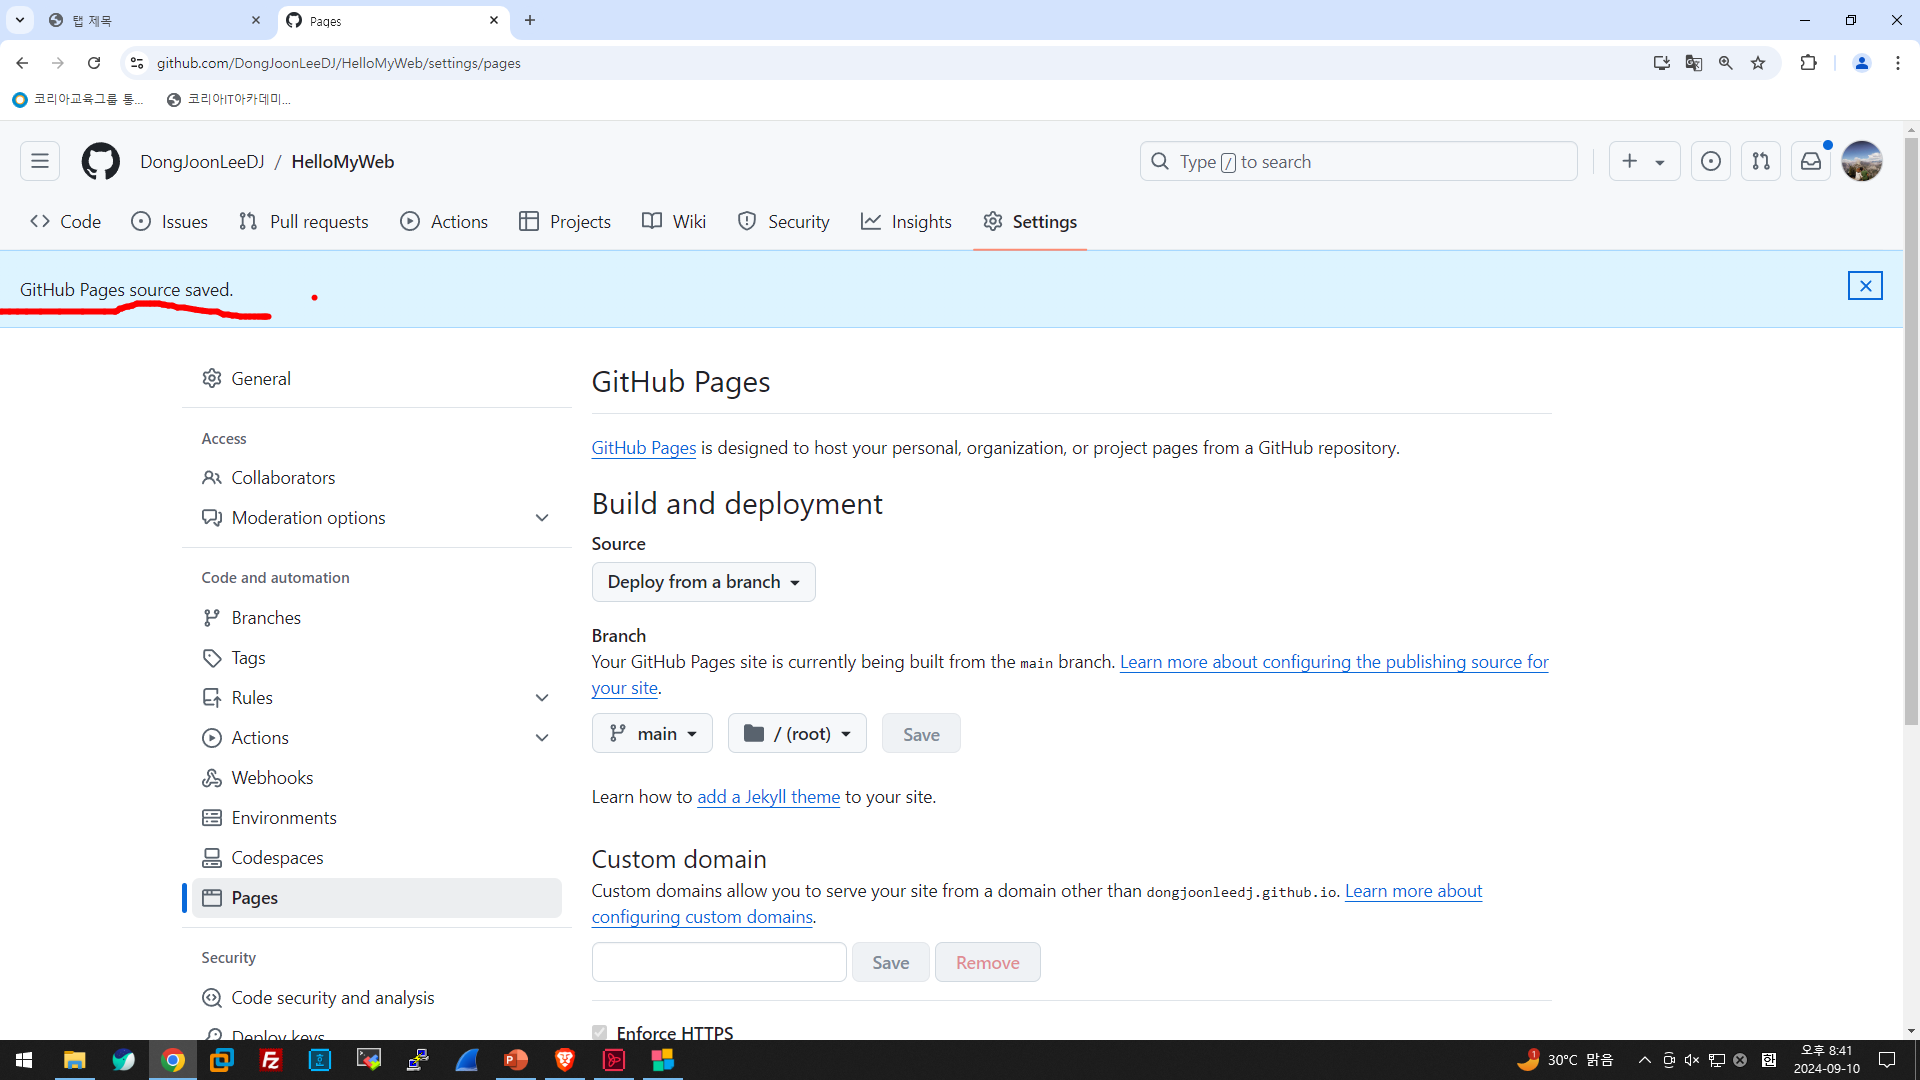 탭 제목
Pages
github.com/DongJoonLeeDJ/HelloMyWeb/settings/pages
코리아교육그룹 통...
코리아IT아카데미...
DongJoonLeeDJ / HelloMyWeb
Type / to search
Code
Issues
Pull requests
Actions
Projects
Wiki
Security
Insights
Settings
GitHub Pages source saved.
General
Access
Collaborators
Moderation options
Code and automation
Branches
Tags
Rules
Actions
Webhooks
Environments
Codespaces
Pages
Security
Code security and analysis
Deploy keys
GitHub Pages
GitHub Pages is designed to host your personal, organization, or project pages from a GitHub repository.
Build and deployment
Source
Deploy from a branch
Branch
Your GitHub Pages site is currently being built from the main branch. Learn more about configuring the publishing source for
your site.
main
/ (root)
Save
Learn how to add a Jekyll theme to your site.
Custom domain
Custom domains allow you to serve your site from a domain other than dongjoonleedj.github.io. Learn more about
configuring custom domains.
Save
Remove
Enforce HTTPS
1
30°C 맑음
한
오후 8:41
2024-09-10